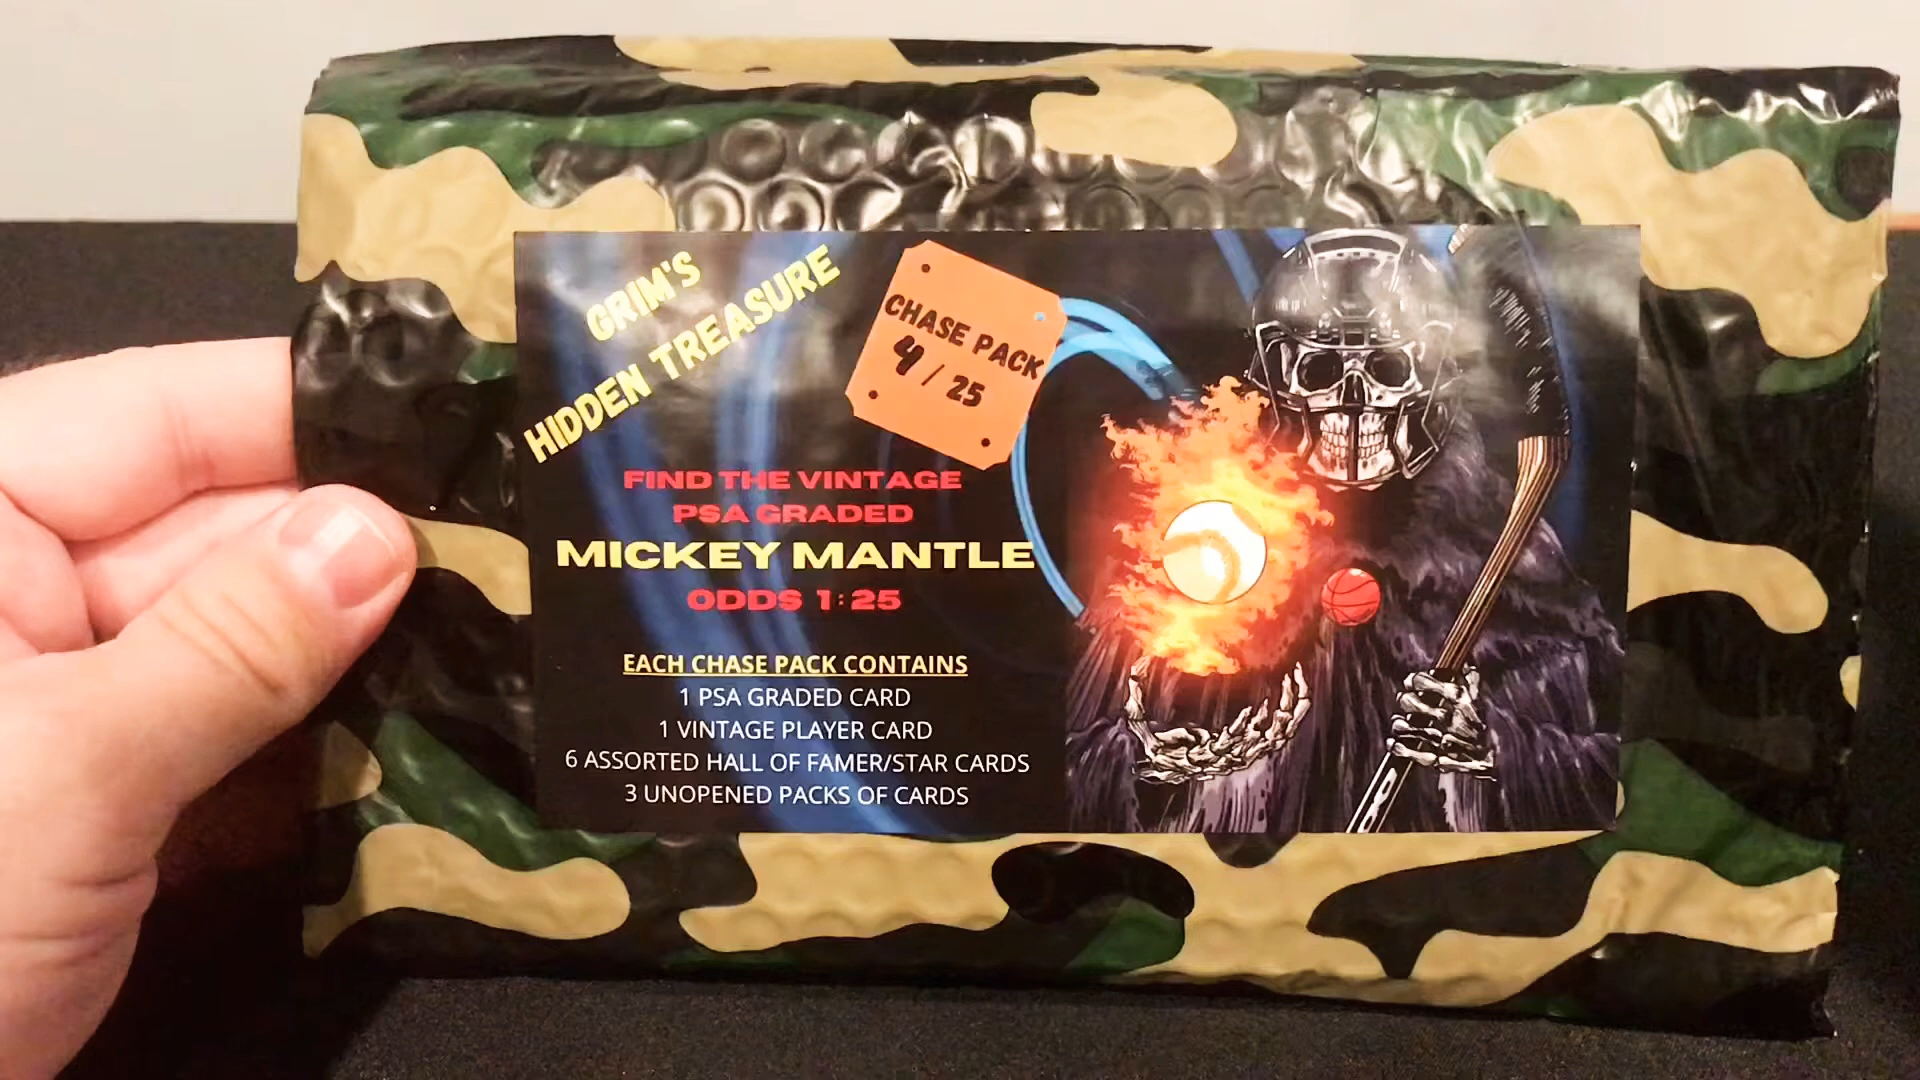 GRIM'S
HIDDEN TREASURE
CHASE PACK
4 / 25
FIND THE VINTAGE
PSA GRADED
MICKEY MANTLE
ODDS 1:25
EACH CHASE PACK CONTAINS
1 PSA GRADED CARD
1 VINTAGE PLAYER CARD
6 ASSORTED HALL OF FAMER/STAR CARDS
3 UNOPENED PACKS OF CARDS